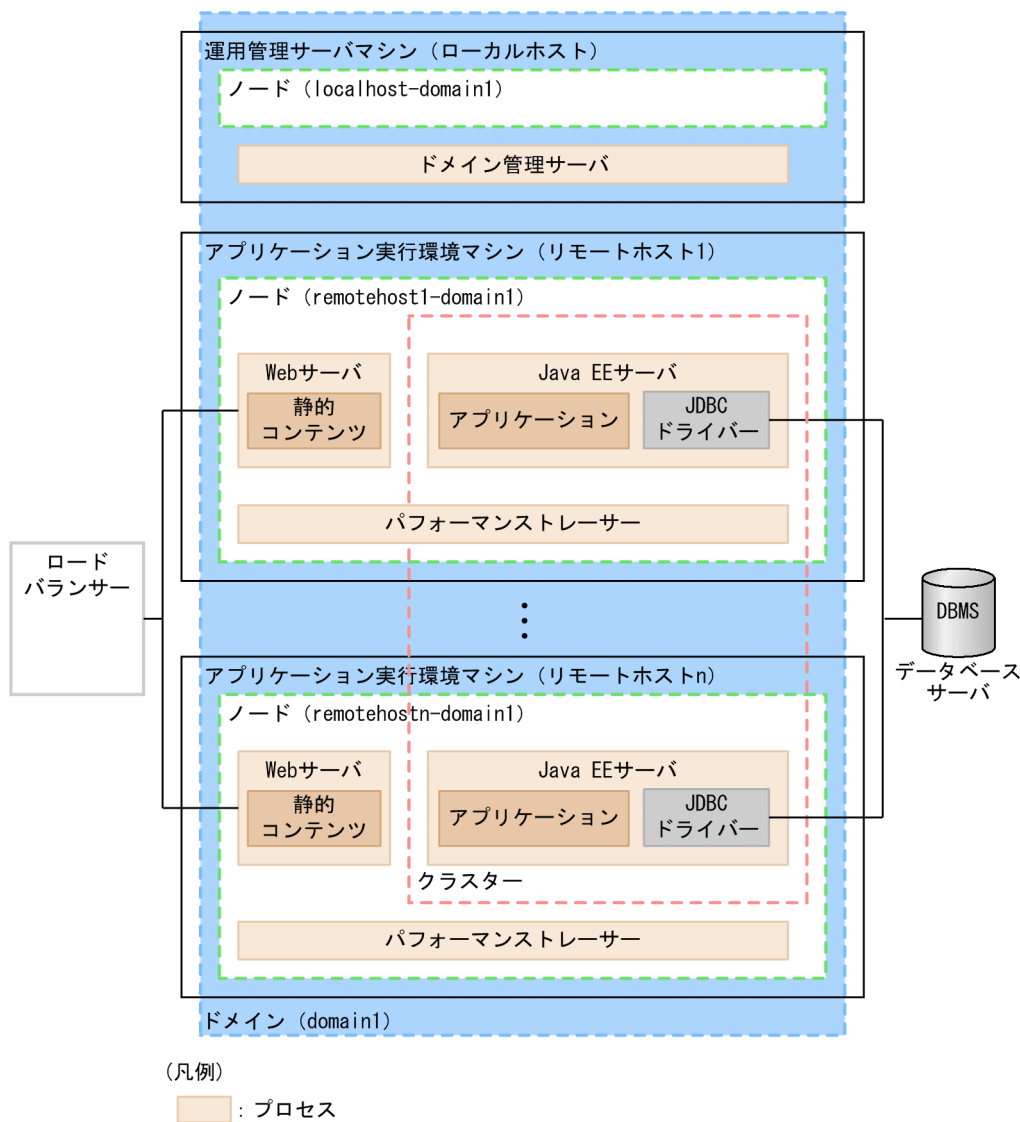 運用管理サーバマシン（ローカルホスト）
ノード（localhost-domain1）
ドメイン管理サーバ
アプリケーション実行環境マシン（リモートホスト1）
ノード（remotehost1-domain1）
Webサーバ
静的
コンテンツ
Java EEサーバ
アプリケーション
JDBC
ドライバー
パフォーマンストレーサー
ロード
バランサー
DBMS
データベース
サーバ
アプリケーション実行環境マシン（リモートホストn）
ノード（remotehostn-domain1）
Webサーバ
静的
コンテンツ
Java EEサーバ
アプリケーション
JDBC
ドライバー
クラスター
パフォーマンストレーサー
ドメイン（domain1）
（凡例）
：プロセス